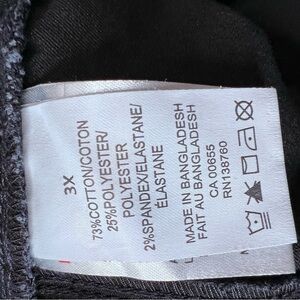 3X
73%COTTON/COTON
25%POLYESTER/
POLYESTER
2%SPANDEX/ELASTANE/
ÉLASTANE
MADE IN BANGLADESH
FAIT AU BANGLADESH
CA 00655
RN138760